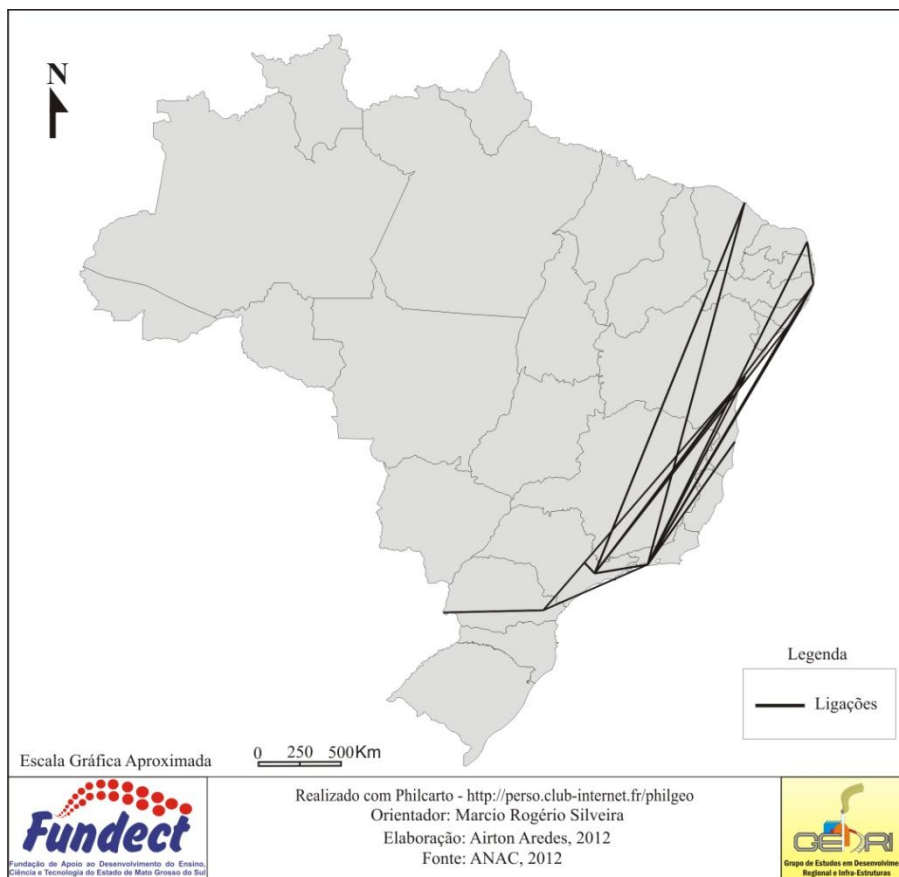 N
Legenda
Ligações
Escala Gráfica Aproximada
0 250 500Km
Fundect
Fundação de Apoio ao Desenvolvimento do Ensino,
Ciência e Tecnologia do Estado de Mato Grosso do Sul
Realizado com Philcarto - http://perso.club-internet.fr/philgeo
Orientador: Marcio Rogério Silveira
Elaboração: Airton Aredes, 2012
Fonte: ANAC, 2012
GEDRI
Grupo de Estudos em Desenvolvime
Regional e Infra-Estruturas